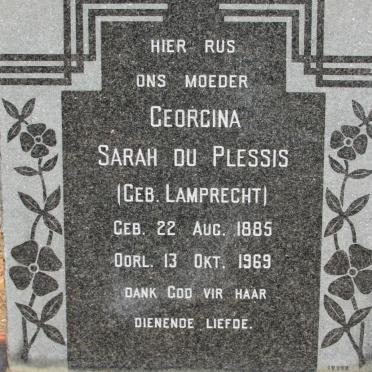 HIER RUS
ONS MOEDER
GEORGINA
SARAH DU PLESSIS
(GEB. LAMPRECHT)
GEB. 22 AUG. 1885
OORL. 13 OKT. 1969
DANK GOD VIR HAAR
DIENENDE LIEFDE.